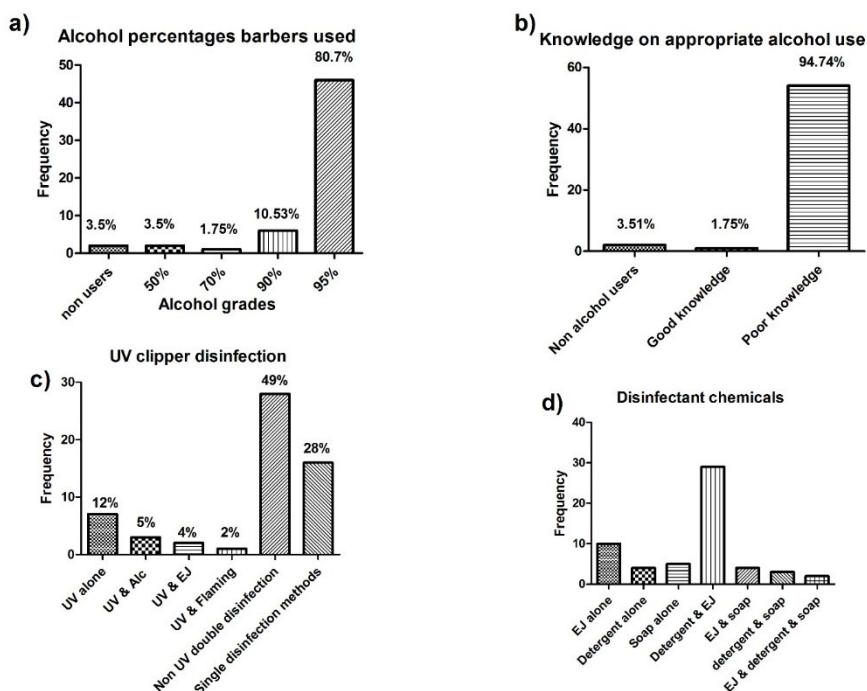 a)
Alcohol percentages barbers used
80.7%
50
40
30
20
10
0
Frequency
3.5%
3.5%
1.75%
10.53%
non users
50%
70%
90%
95%
Alcohol grades
b)
Knowledge on appropriate alcohol use
94.74%
60
40
20
0
Frequency
3.51%
1.75%
Non alcohol users
Good knowledge
Poor knowledge
c)
UV clipper disinfection
30
20
10
0
Frequency
12%
5%
4%
2%
49%
28%
UV alone
UV & Alc
UV & EJ
UV & Flaming
Non UV double disinfection
Single disinfection methods
d)
Disinfectant chemicals
40
30
20
10
0
Frequency
EJ alone
Detergent alone
Soap alone
Detergent & EJ
EJ & soap
detergent & soap
EJ & detergent & soap